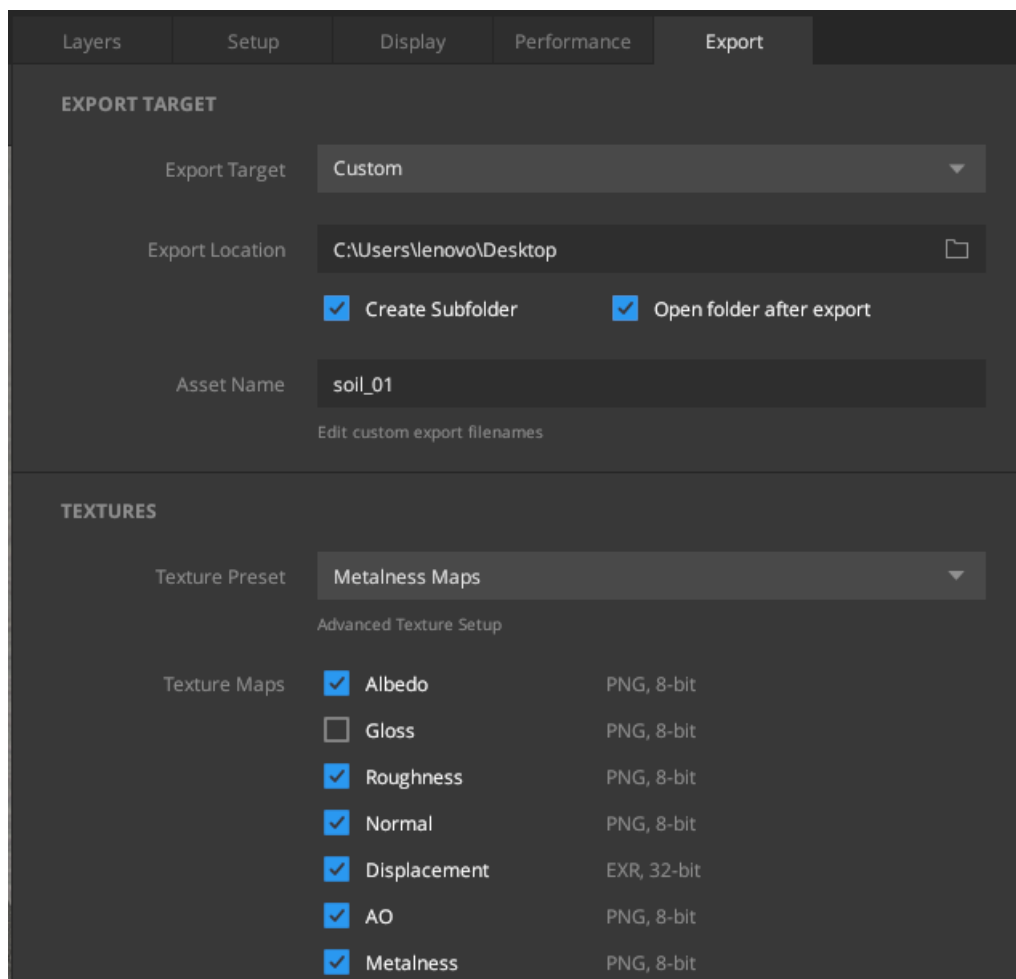 Layers Setup Display Performance Export
EXPORT TARGET
Export Target Custom
Export Location C:\Users\lenovo\Desktop
Create Subfolder Open folder after export
Asset Name soil_01
Edit custom export filenames
TEXTURES
Texture Preset Metalness Maps
Advanced Texture Setup
Texture Maps Albedo PNG, 8-bit
Gloss PNG, 8-bit
Roughness PNG, 8-bit
Normal PNG, 8-bit
Displacement EXR, 32-bit
AO PNG, 8-bit
Metalness PNG, 8-bit